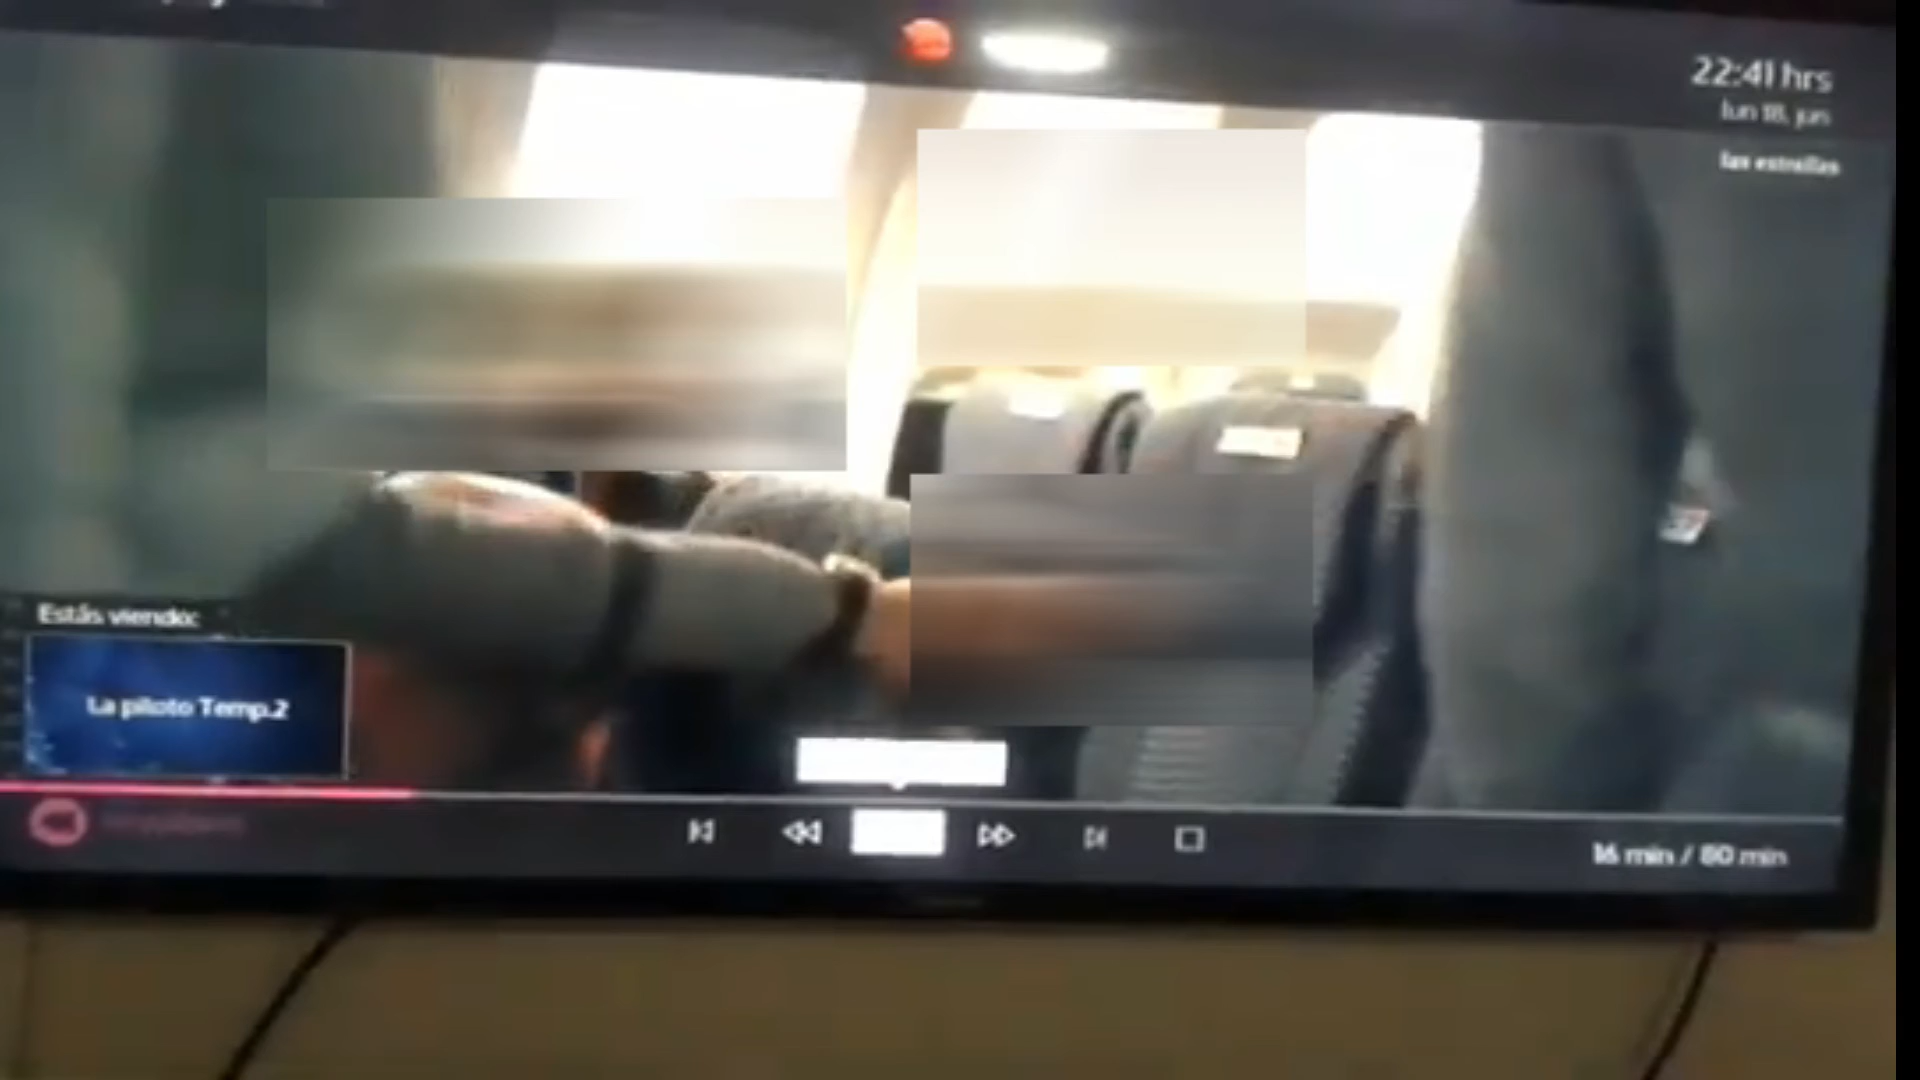 22:41 hrs
lun 18, jun
las estrellas
Estás viendo:
La piloto Temp.2
16 min / 80 min